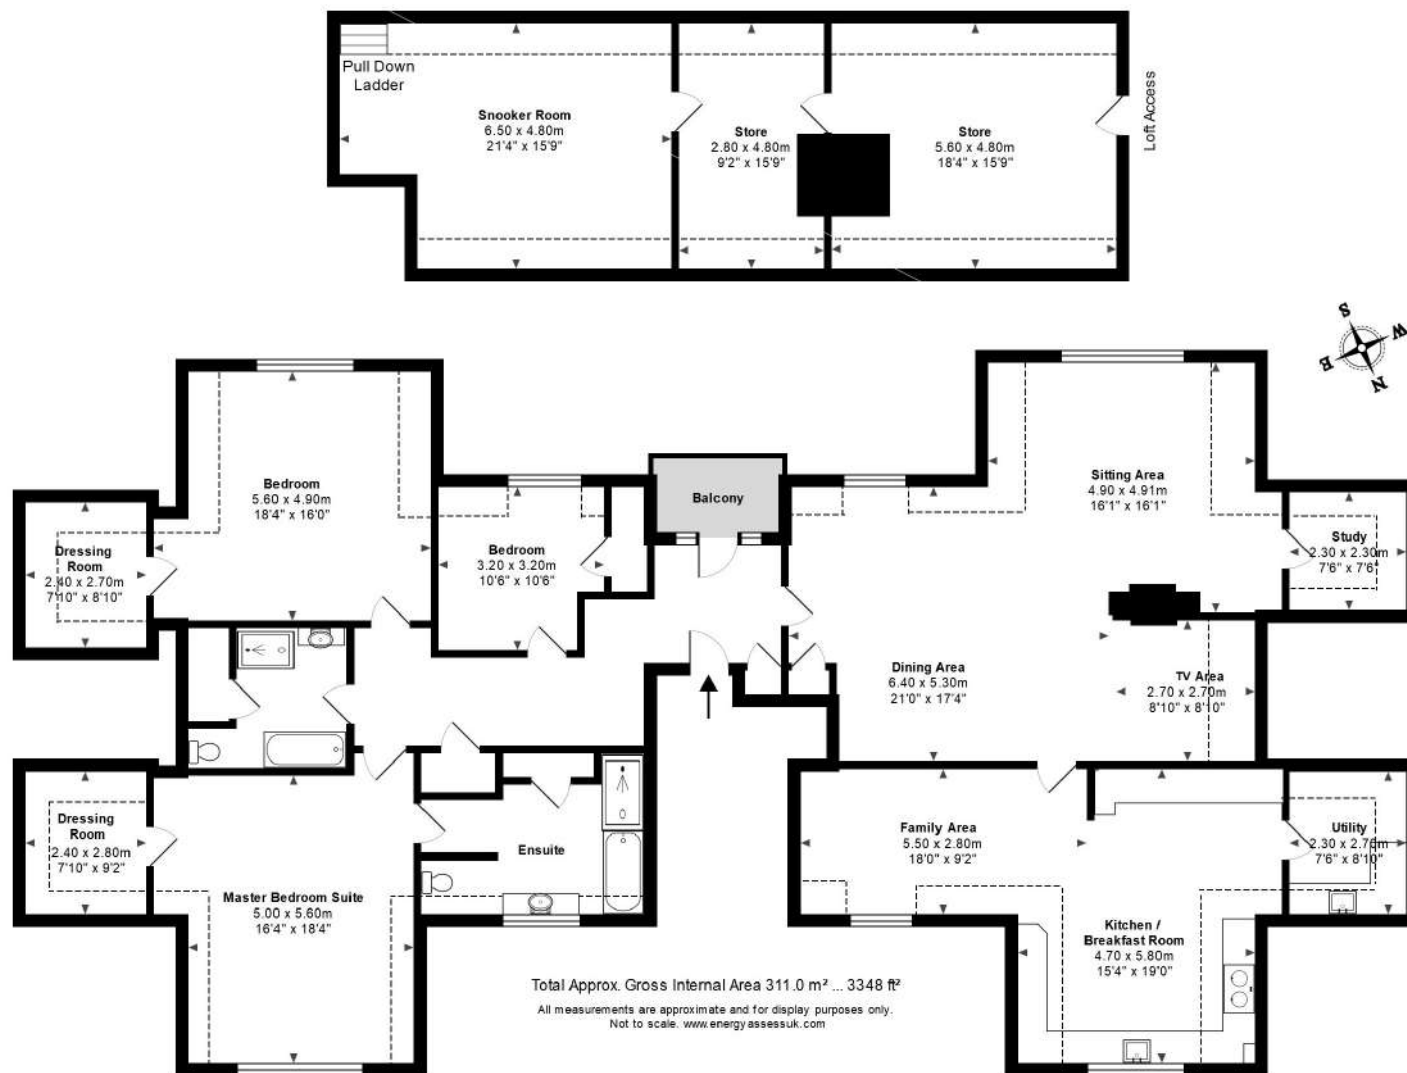 Pull Down
Ladder
Snooker Room
6.50 x 4.80m
21'4" x 15'9"
Store
2.80 x 4.80m
9'2" x 15'9"
Store
5.60 x 4.80m
18'4" x 15'9"
Loft Access
S
W
E
N
Bedroom
5.60 x 4.90m
18'4" x 16'0"
Dressing
Room
2.40 x 2.70m
7'10" x 8'10"
Bedroom
3.20 x 3.20m
10'6" x 10'6"
Balcony
Sitting Area
4.90 x 4.91m
16'1" x 16'1"
Study
2.30 x 2.30m
7'6" x 7'6"
Dining Area
6.40 x 5.30m
21'0" x 17'4"
TV Area
2.70 x 2.70m
8'10" x 8'10"
Dressing
Room
2.40 x 2.80m
7'10" x 9'2"
Master Bedroom Suite
5.00 x 5.60m
16'4" x 18'4"
Ensuite
Family Area
5.50 x 2.80m
18'0" x 9'2"
Utility
2.30 x 2.70m
7'6" x 8'10"
Kitchen /
Breakfast Room
4.70 x 5.80m
15'4" x 19'0"
Total Approx. Gross Internal Area 311.0 m² ... 3348 ft²
All measurements are approximate and for display purposes only.
Not to scale. www.energyassessuk.com